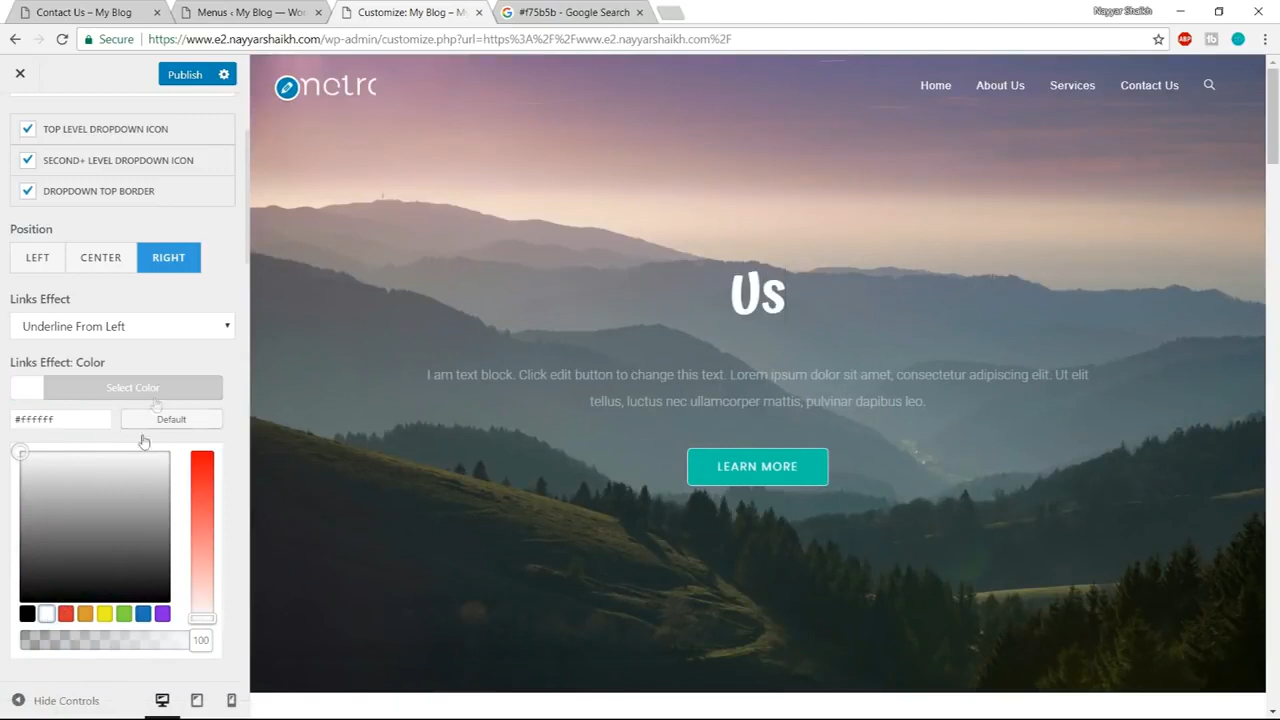 Contact Us – My Blog
Menus ‹ My Blog — Wor
Customize: My Blog – My
#f75b5b - Google Search
Nayyar Shaikh
Secure
https://www.e2.nayyarshaikh.com/wp-admin/customize.php?url=https%3A%2F%2Fwww.e2.nayyarshaikh.com%2F
ABP
tb
Publish
Home
About Us
Services
Contact Us
TOP LEVEL DROPDOWN ICON
SECOND+ LEVEL DROPDOWN ICON
DROPDOWN TOP BORDER
Position
LEFT
CENTER
RIGHT
Links Effect
Underline From Left
Links Effect: Color
Select Color
#ffffff
Default
100
Hide Controls
Us
I am text block. Click edit button to change this text. Lorem ipsum dolor sit amet, consectetur adipiscing elit. Ut elit
tellus, luctus nec ullamcorper mattis, pulvinar dapibus leo.
LEARN MORE